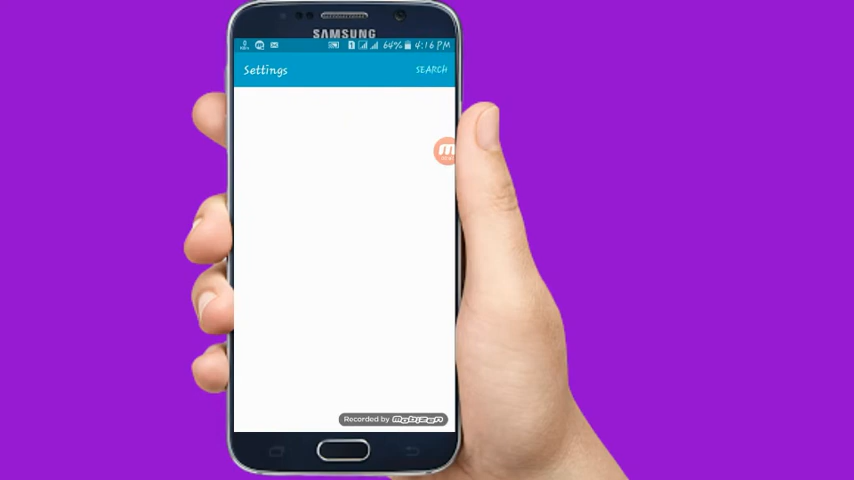 SAMSUNG
64% 4:16 PM
Settings
SEARCH
Recorded by mobizen